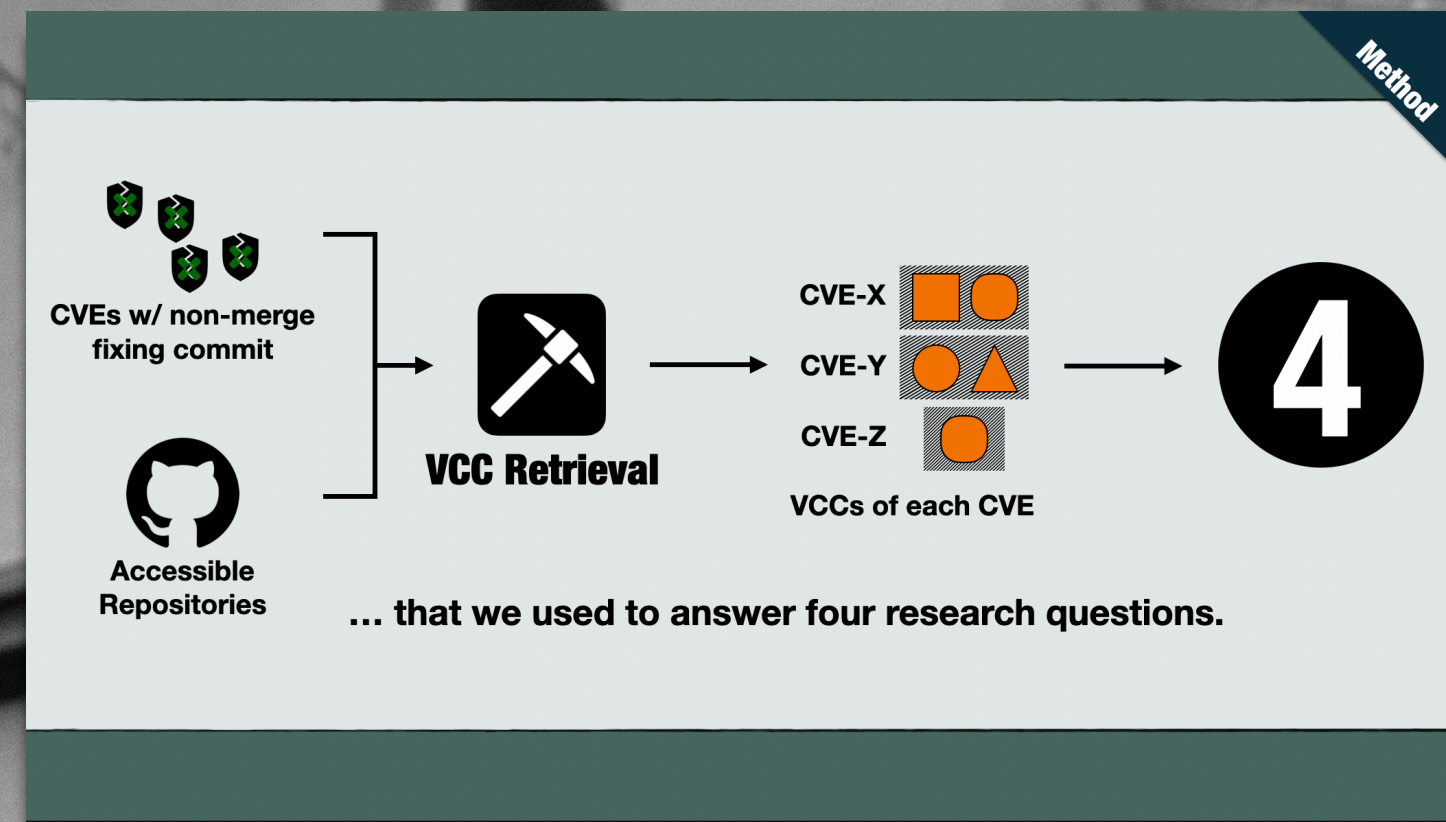 Method
CVEs w/ non-merge
fixing commit
Accessible
Repositories
VCC Retrieval
CVE-X
CVE-Y
CVE-Z
VCCs of each CVE
4
... that we used to answer four research questions.